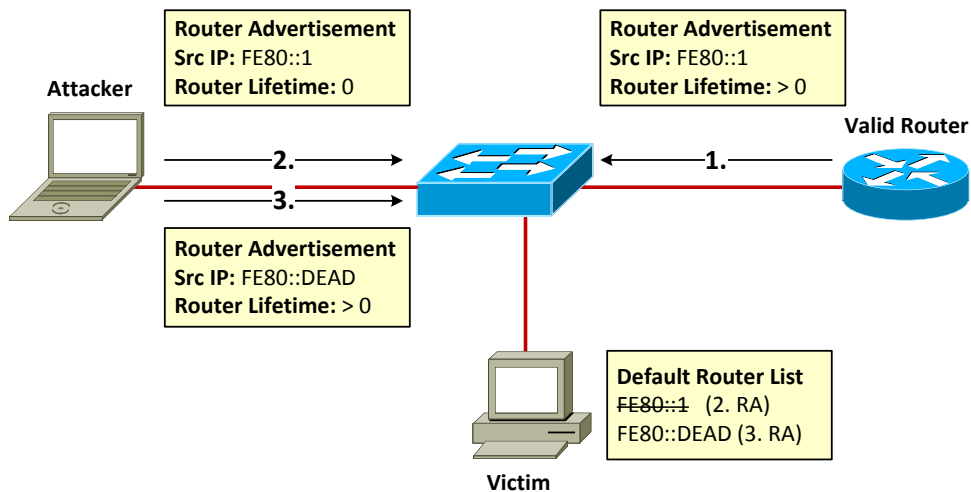 Router Advertisement
Src IP: FE80::1
Router Lifetime: 0
Router Advertisement
Src IP: FE80::1
Router Lifetime: > 0
Attacker
Valid Router
2.
1.
3.
Router Advertisement
Src IP: FE80::DEAD
Router Lifetime: > 0
Default Router List
FE80::1 (2. RA)
FE80::DEAD (3. RA)
Victim